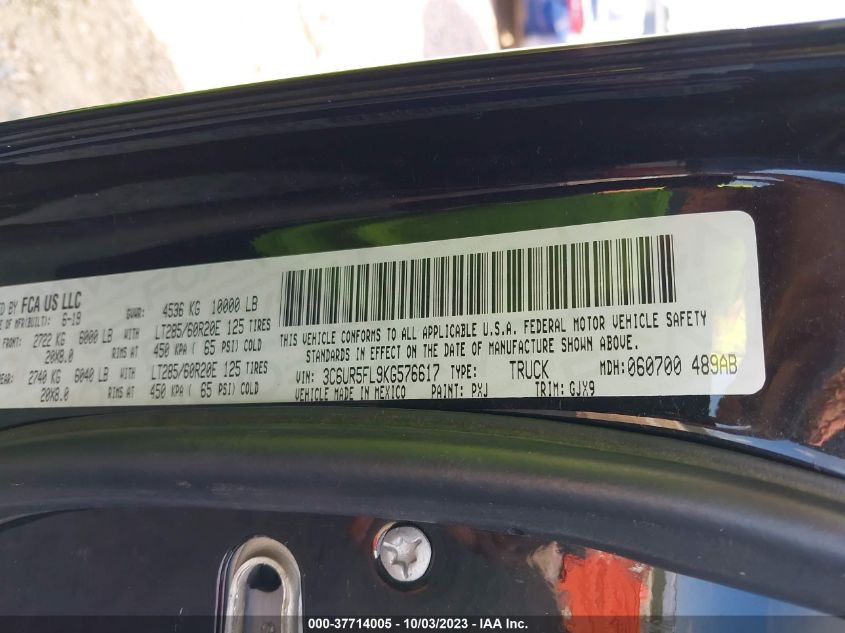 ED BY FCA US LLC
E OF MFR(BUILT): 6-19
GVWR: 4536 KG 10000 LB
FRONT: 2722 KG 6000 LB WITH LT285/60R20E 125 TIRES
20X8.0 RIMS AT 450 KPA ( 65 PSI) COLD
REAR: 2740 KG 6040 LB WITH LT285/60R20E 125 TIRES
20X8.0 RIMS AT 450 KPA ( 65 PSI) COLD
THIS VEHICLE CONFORMS TO ALL APPLICABLE U.S.A. FEDERAL MOTOR VEHICLE SAFETY
STANDARDS IN EFFECT ON THE DATE OF MANUFACTURE SHOWN ABOVE.
VIN: 3C6UR5FL9KG576617 TYPE: TRUCK MDH:060700 489AB
VEHICLE MADE IN MEXICO PAINT: PXJ TRIM: GJX9
000-37714005 - 10/03/2023 - IAA Inc.